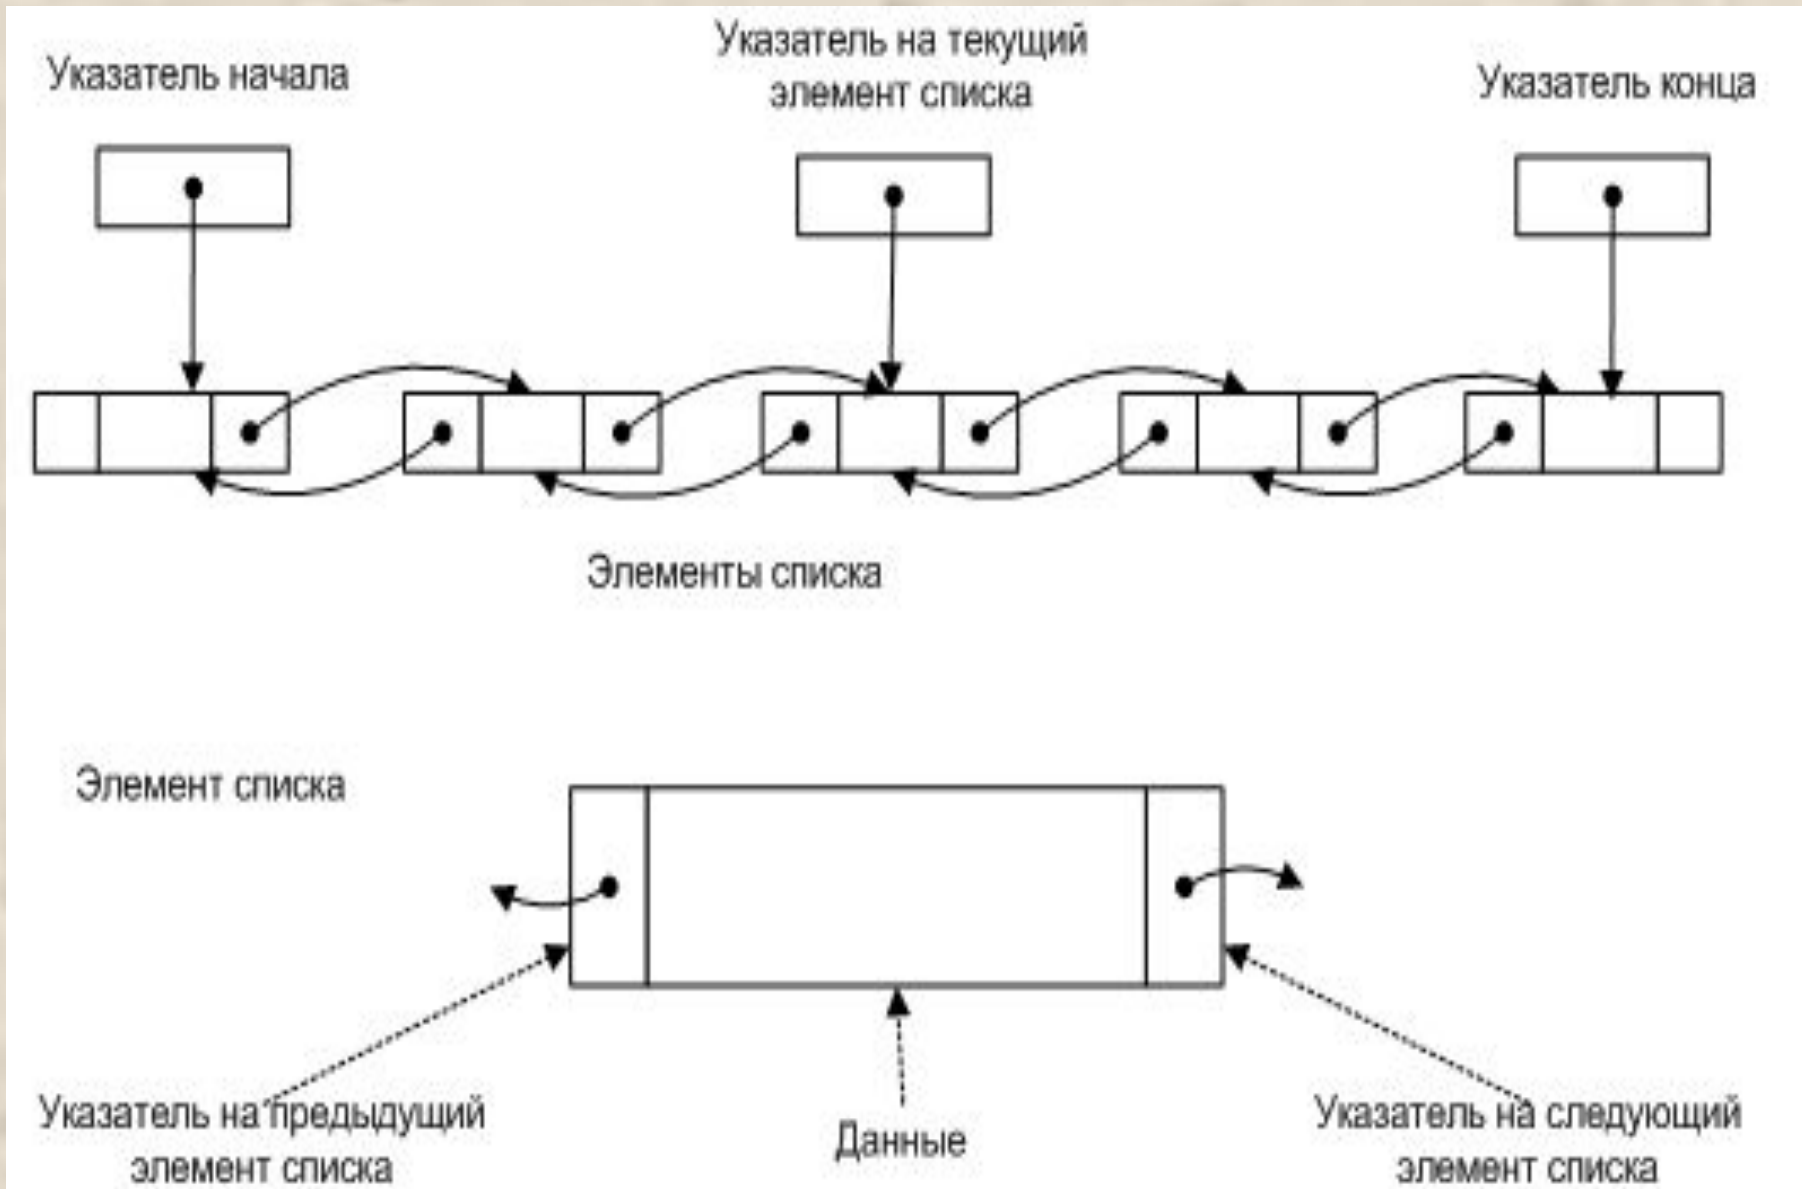 Указатель начала
Указатель на текущий
элемент списка
Указатель конца
Элементы списка
Элемент списка
Указатель на предыдущий
элемент списка
Данные
Указатель на следующий
элемент списка